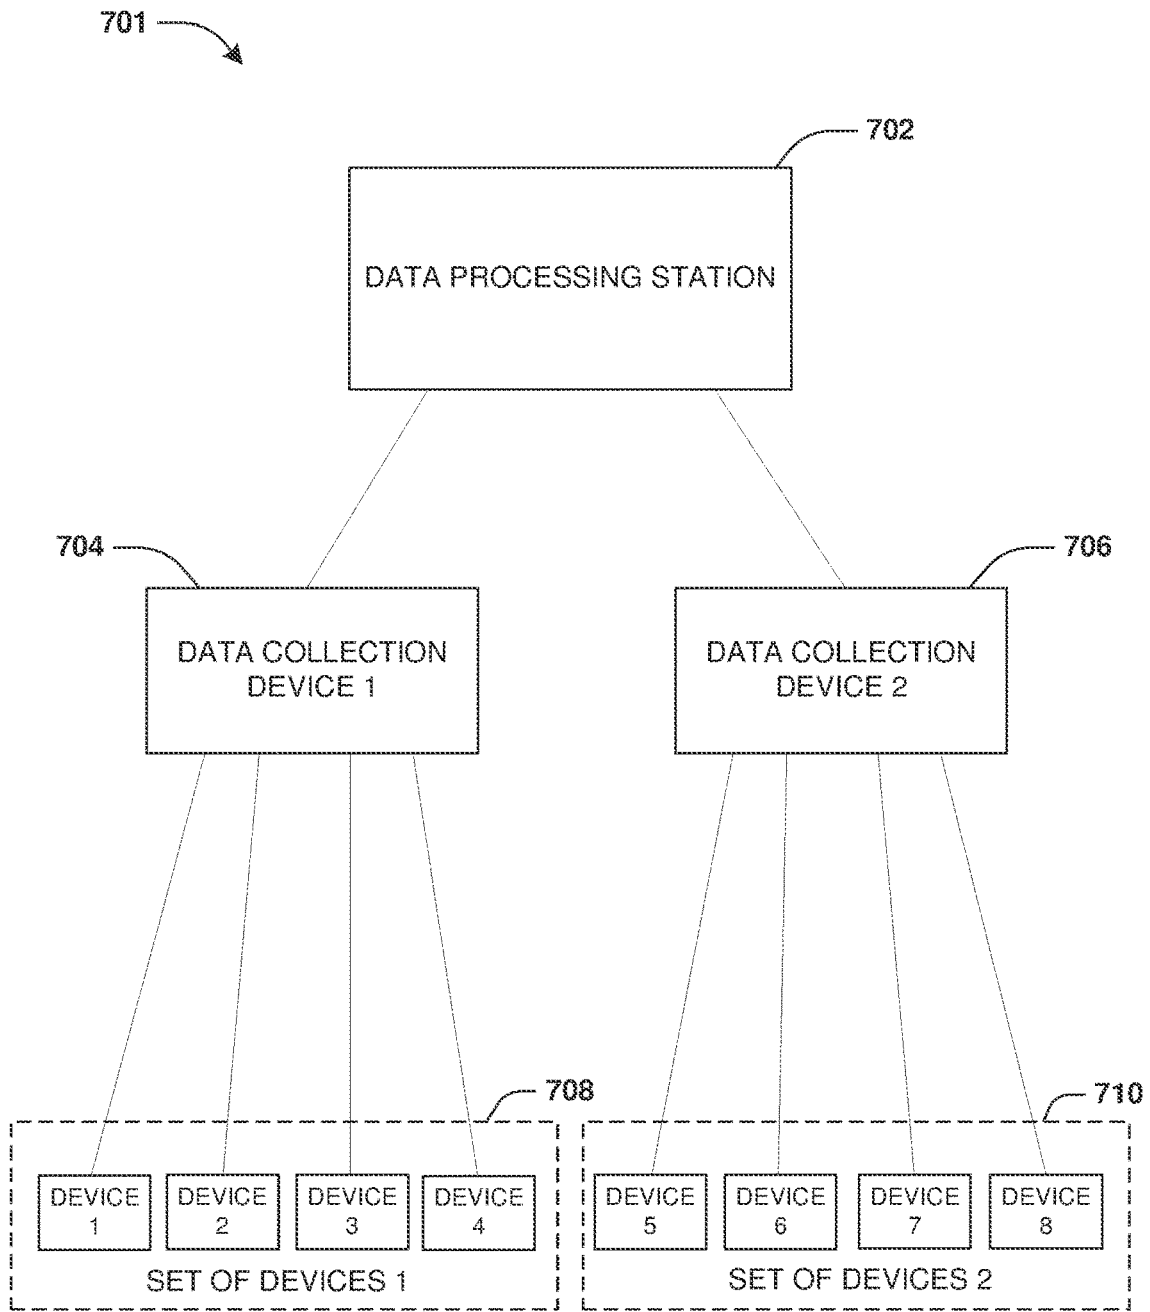 701
702
DATA PROCESSING STATION
704
706
DATA COLLECTION
DEVICE 1
DATA COLLECTION
DEVICE 2
708
710
DEVICE
1
DEVICE
2
DEVICE
3
DEVICE
4
DEVICE
5
DEVICE
6
DEVICE
7
DEVICE
8
SET OF DEVICES 1
SET OF DEVICES 2